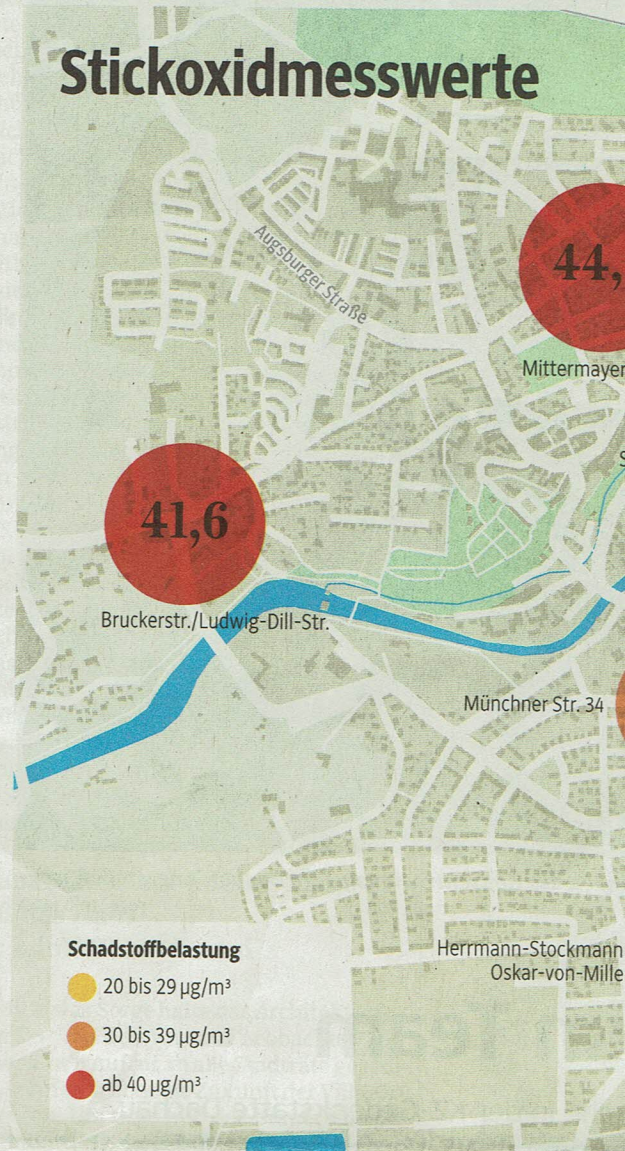 Stickoxidmesswerte
Augsburger Straße
44,
Mittermayer
S
41,6
Bruckerstr./Ludwig-Dill-Str.
Münchner Str. 34
Herrmann-Stockmann
Oskar-von-Mille
Schadstoffbelastung
20 bis 29 µg/m³
30 bis 39 µg/m³
ab 40 µg/m³